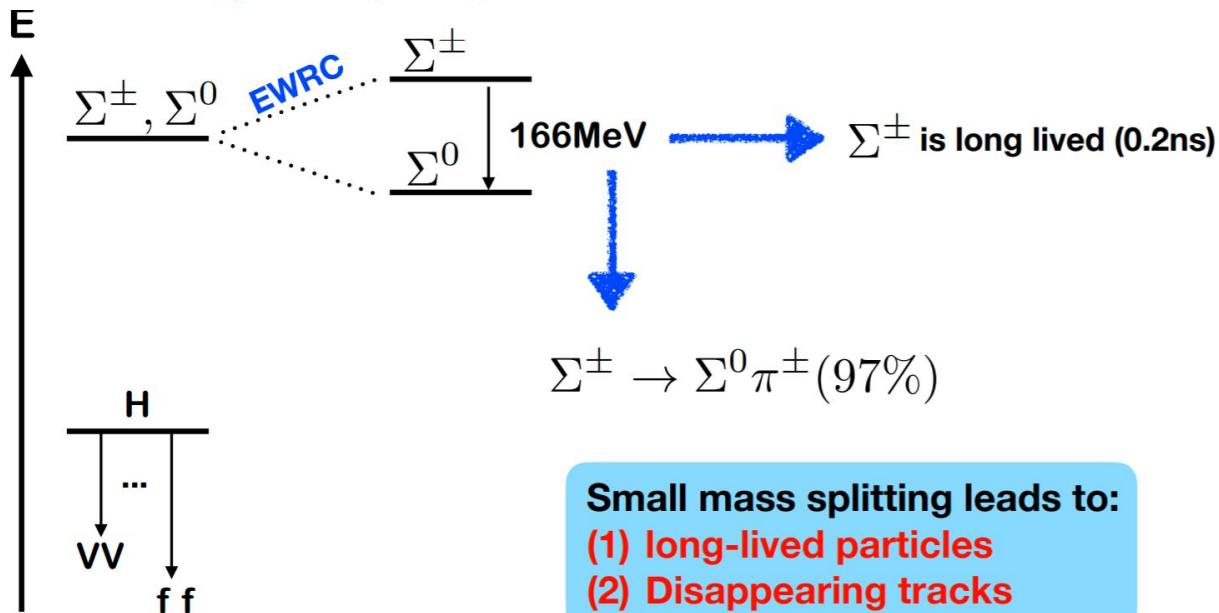 E
Σ±, Σ0
EWRC
Σ±
Σ0
166MeV
Σ± is long lived (0.2ns)
Σ± → Σ0 π± (97%)
H
...
VV
f f
Small mass splitting leads to:
(1) long-lived particles
(2) Disappearing tracks